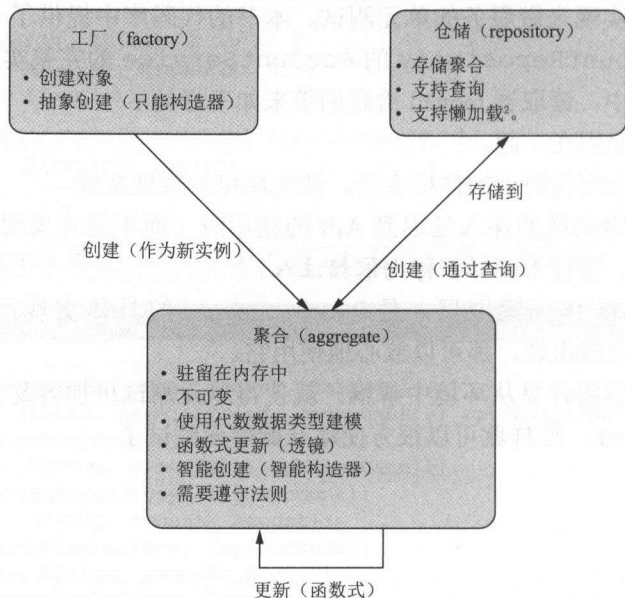 工厂（factory）
• 创建对象
• 抽象创建（只能构造器）
仓储（repository）
• 存储聚合
• 支持查询
• 支持懒加载²。
存储到
创建（作为新实例）
创建（通过查询）
聚合（aggregate）
• 驻留在内存中
• 不可变
• 使用代数数据类型建模
• 函数式更新（透镜）
• 智能创建（智能构造器）
• 需要遵守法则
更新（函数式）